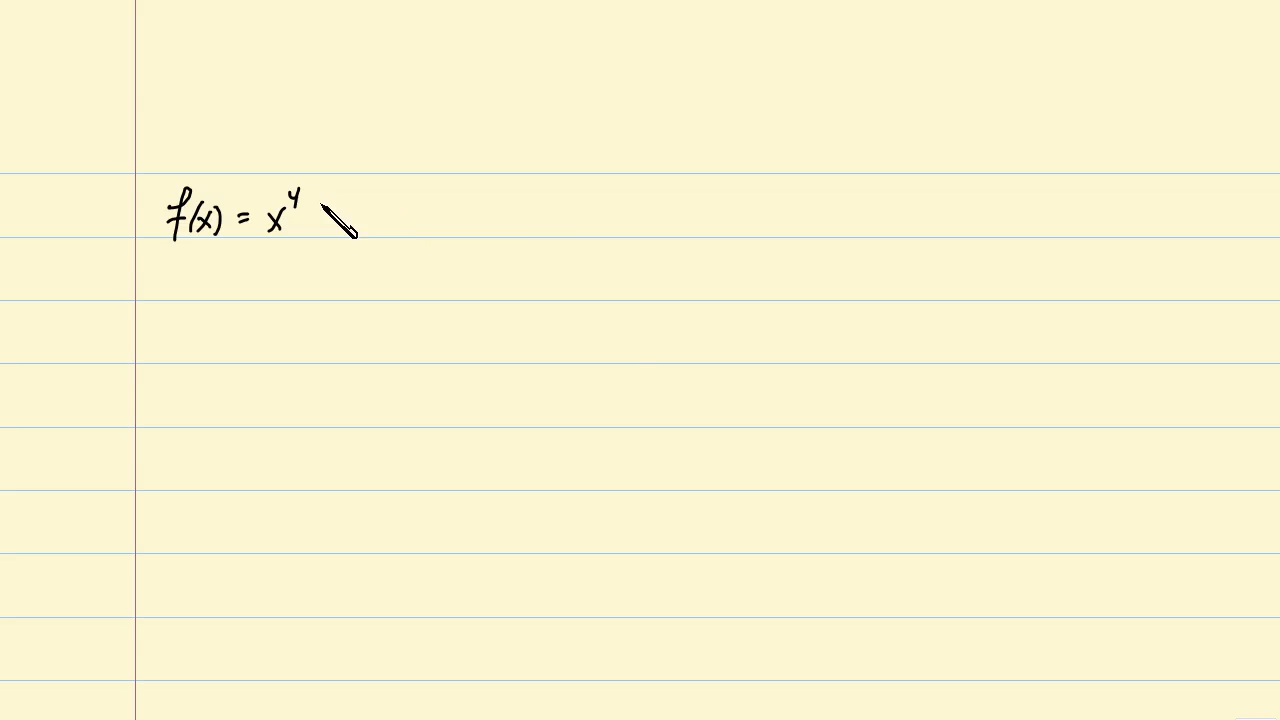 f(x) = x⁴